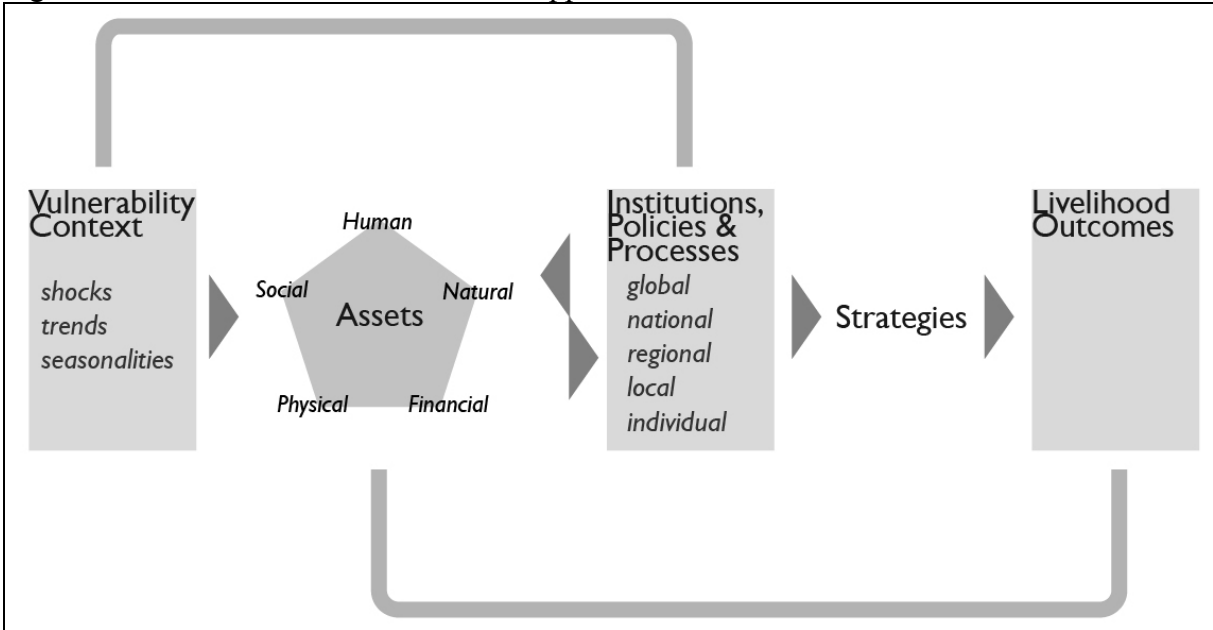 Vulnerability
Context
shocks
trends
seasonalities
Human
Social
Natural
Assets
Physical
Financial
Institutions,
Policies &
Processes
global
national
regional
local
individual
Strategies
Livelihood
Outcomes